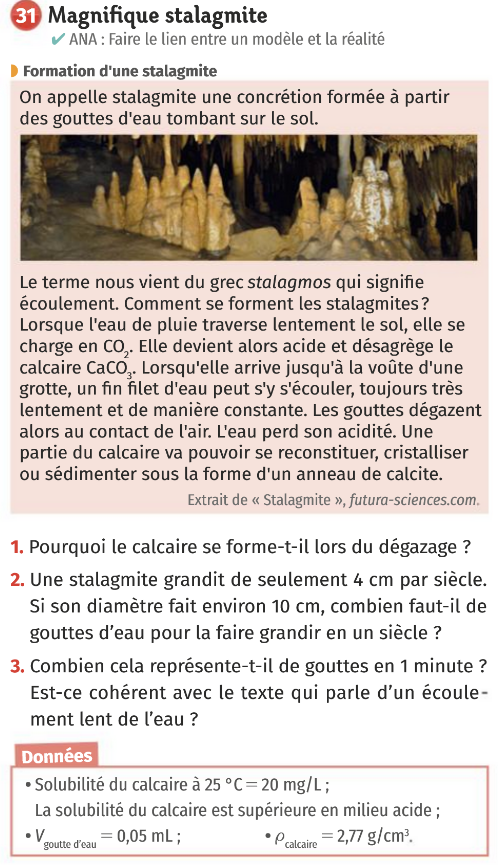 31 Magnifique stalagmite
✔ ANA : Faire le lien entre un modèle et la réalité
Formation d'une stalagmite
On appelle stalagmite une concrétion formée à partir
des gouttes d'eau tombant sur le sol.
Le terme nous vient du grec stalagmos qui signifie
écoulement. Comment se forment les stalagmites ?
Lorsque l'eau de pluie traverse lentement le sol, elle se
charge en CO₂. Elle devient alors acide et désagrège le
calcaire CaCO₃. Lorsqu'elle arrive jusqu'à la voûte d'une
grotte, un fin filet d'eau peut s'y s'écouler, toujours très
lentement et de manière constante. Les gouttes dégazent
alors au contact de l'air. L'eau perd son acidité. Une
partie du calcaire va pouvoir se reconstituer, cristalliser
ou sédimenter sous la forme d'un anneau de calcite.
Extrait de « Stalagmite », futura-sciences.com.
1. Pourquoi le calcaire se forme-t-il lors du dégazage ?
2. Une stalagmite grandit de seulement 4 cm par siècle.
Si son diamètre fait environ 10 cm, combien faut-il de
gouttes d'eau pour la faire grandir en un siècle ?
3. Combien cela représente-t-il de gouttes en 1 minute ?
Est-ce cohérent avec le texte qui parle d'un écoule-
ment lent de l'eau ?
Données
• Solubilité du calcaire à 25 °C = 20 mg/L ;
La solubilité du calcaire est supérieure en milieu acide ;
• V goutte d'eau = 0,05 mL ; • ρ calcaire = 2,77 g/cm³.